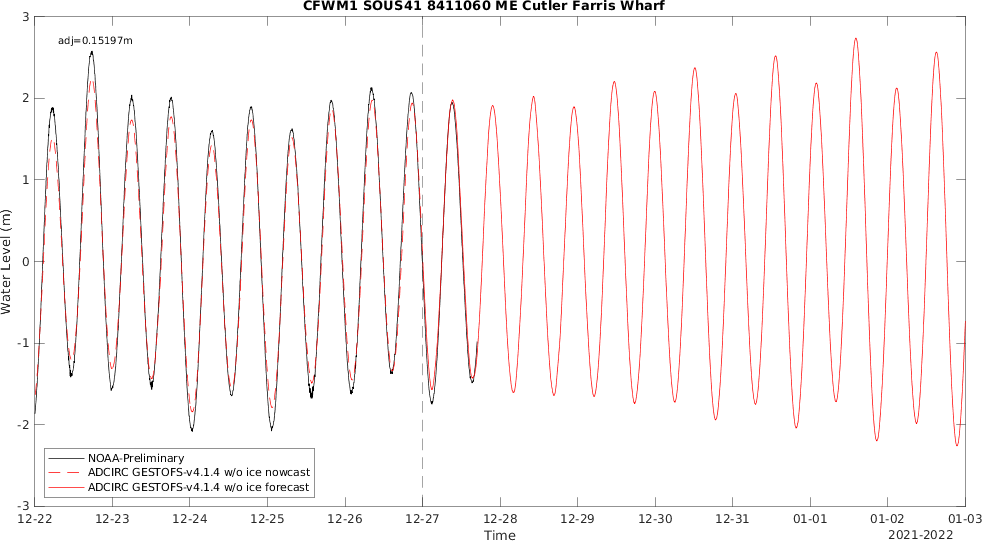 CFWM1 SOUS41 8411060 ME Cutler Farris Wharf
adj=0.15197m
3
2
1
0
-1
-2
-3
Water Level (m)
NOAA-Preliminary
ADCIRC GESTOFS-v4.1.4 w/o ice nowcast
ADCIRC GESTOFS-v4.1.4 w/o ice forecast
12-22 12-23 12-24 12-25 12-26 12-27 12-28 12-29 12-30 12-31 01-01 01-02 01-03
Time
2021-2022